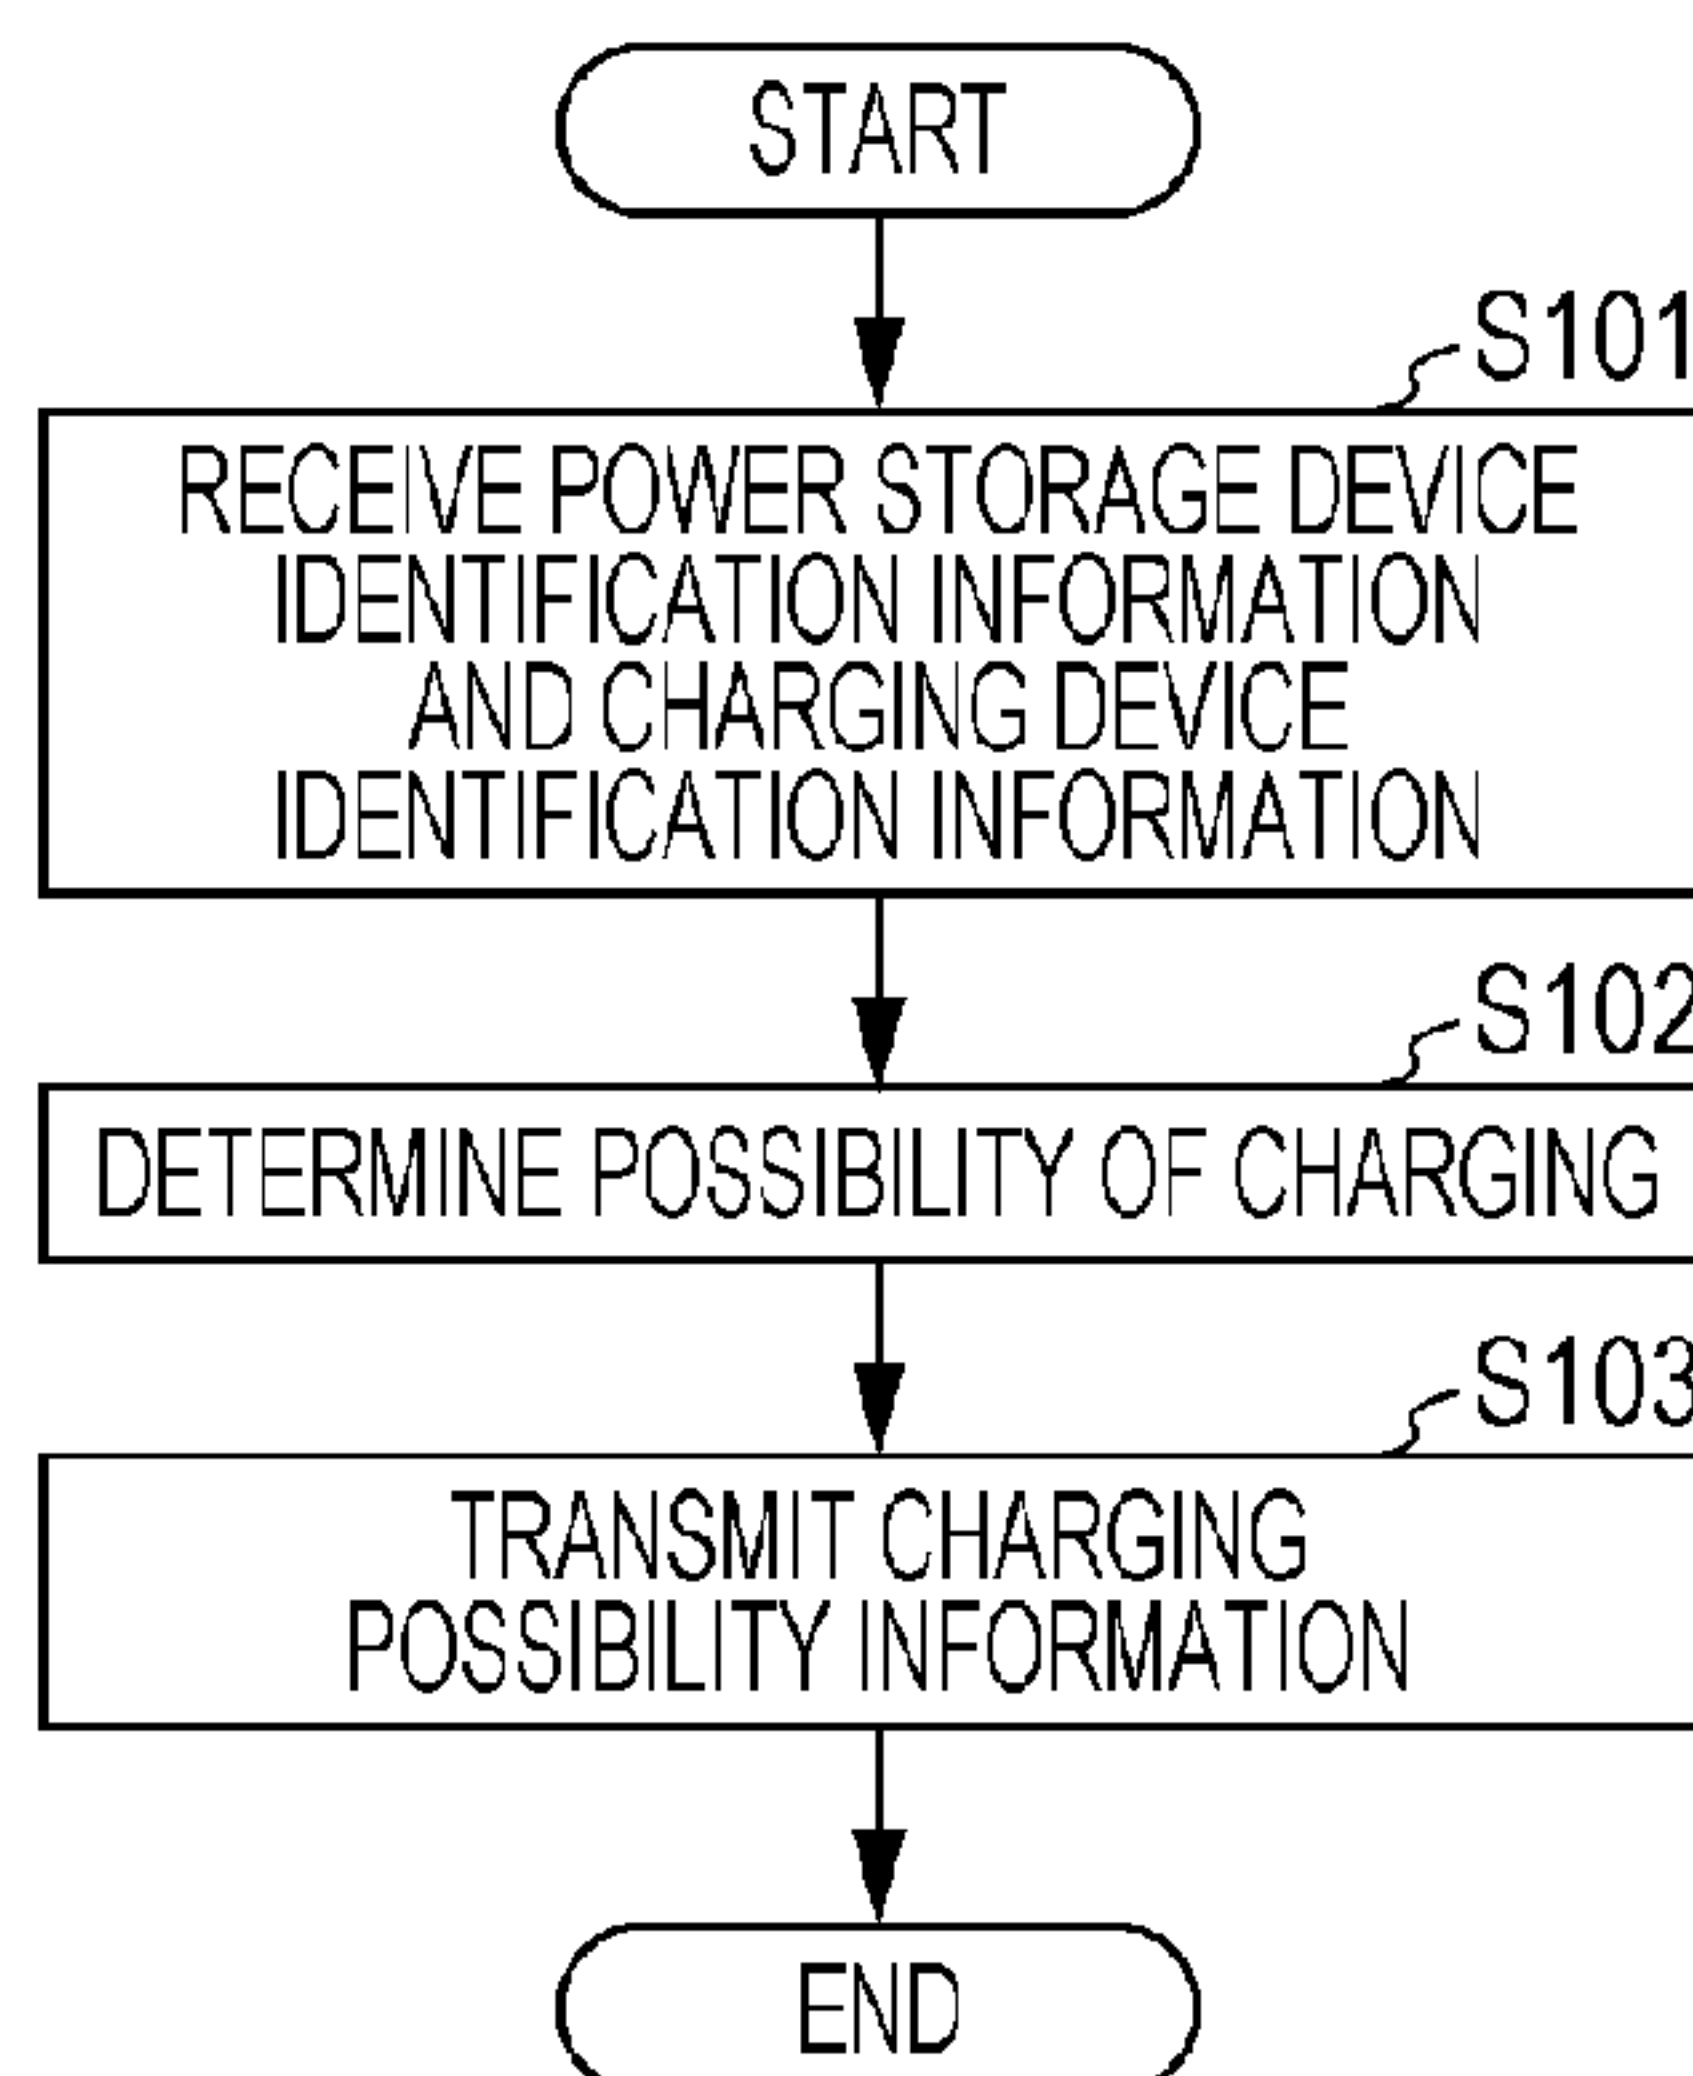 START
S101
RECEIVE POWER STORAGE DEVICE
IDENTIFICATION INFORMATION
AND CHARGING DEVICE
IDENTIFICATION INFORMATION
S102
DETERMINE POSSIBILITY OF CHARGING
S103
TRANSMIT CHARGING
POSSIBILITY INFORMATION
END